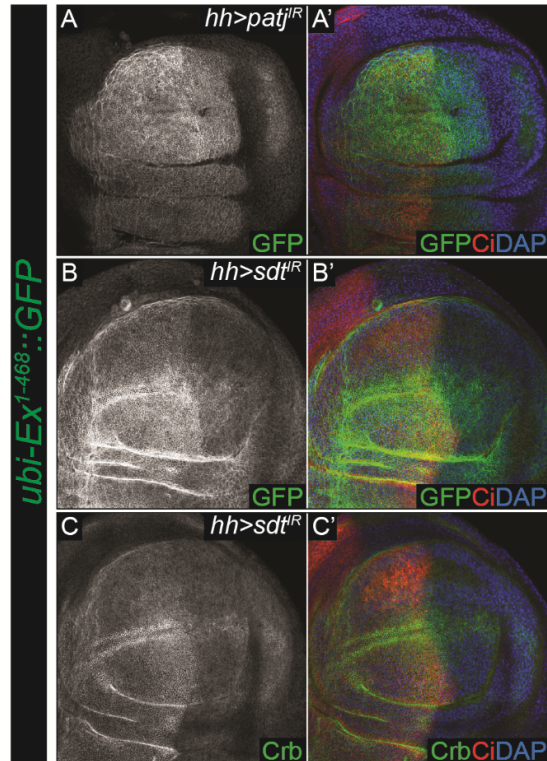 ubi-Ex1-468::GFP
A hh>patjIR A'
GFP GFPCiDAP
B hh>sdtIR B'
GFP GFPCiDAP
C hh>sdtIR C'
Crb CrbCiDAP